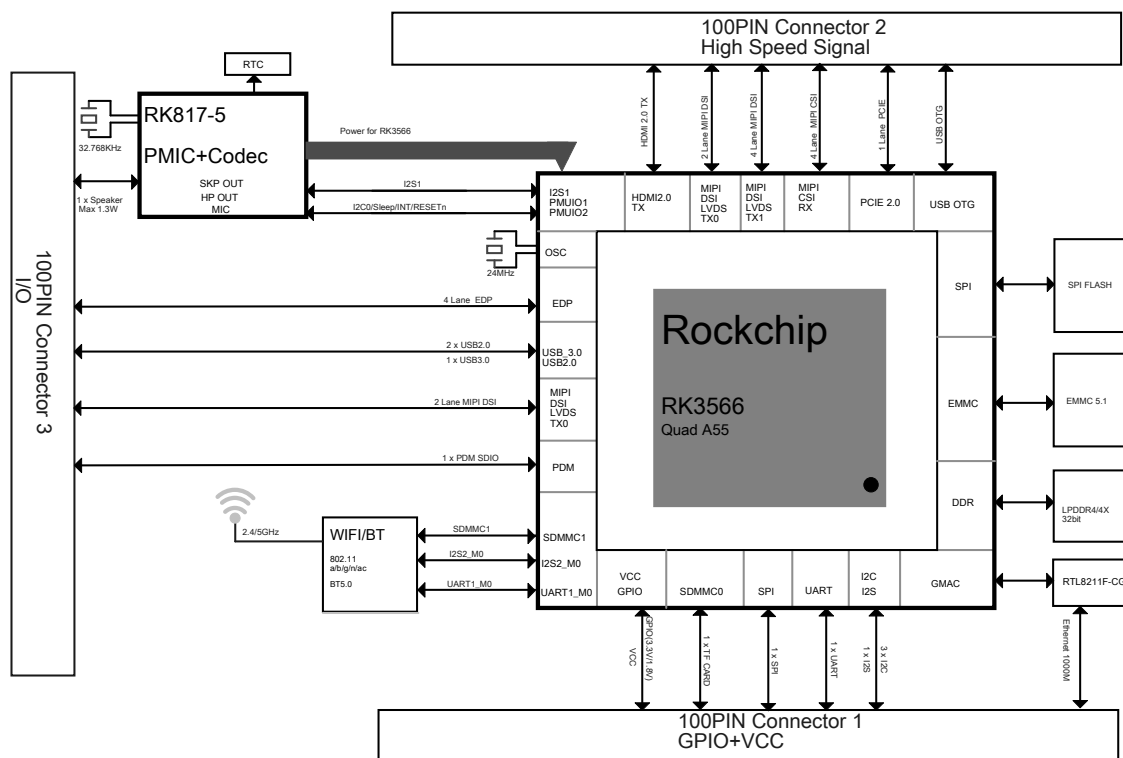 100PIN Connector 2
High Speed Signal
RTC
RK817-5
PMIC+Codec
SKP OUT
HP OUT
MIC
32.768KHz
1 x Speaker
Max 1.3W
Power for RK3566
I2S1
I2C0/Sleep/INT/RESETn
HDMI 2.0 TX
2 Lane MIPI DSI
4 Lane MIPI DSI
4 Lane MIPI CSI
1 Lane PCIE
USB OTG
I2S1
PMUIO1
PMUIO2
HDMI2.0
TX
MIPI
DSI
LVDS
TX0
MIPI
DSI
LVDS
TX1
MIPI
CSI
RX
PCIE 2.0
USB OTG
24MHz
OSC
100PIN Connector 3
I/O
4 Lane EDP
EDP
2 x USB2.0
1 x USB3.0
USB_3.0
USB2.0
2 Lane MIPI DSI
MIPI
DSI
LVDS
TX0
1 x PDM SDIO
PDM
Rockchip
RK3566
Quad A55
SPI
SPI FLASH
EMMC
EMMC 5.1
DDR
LPDDR4/4X
32bit
2.4/5GHz
WIFI/BT
802.11
a/b/g/n/ac
BT5.0
SDMMC1
I2S2_M0
UART1_M0
SDMMC1
I2S2_M0
UART1_M0
VCC
GPIO
SDMMC0
SPI
UART
I2C
I2S
GMAC
RTL8211F-CG
GPIO(3.3V/1.8V)
VCC
1 x TF CARD
1 x SPI
1 x UART
3 x I2C
1 x I2S
Ethernet 1000M
100PIN Connector 1
GPIO+VCC